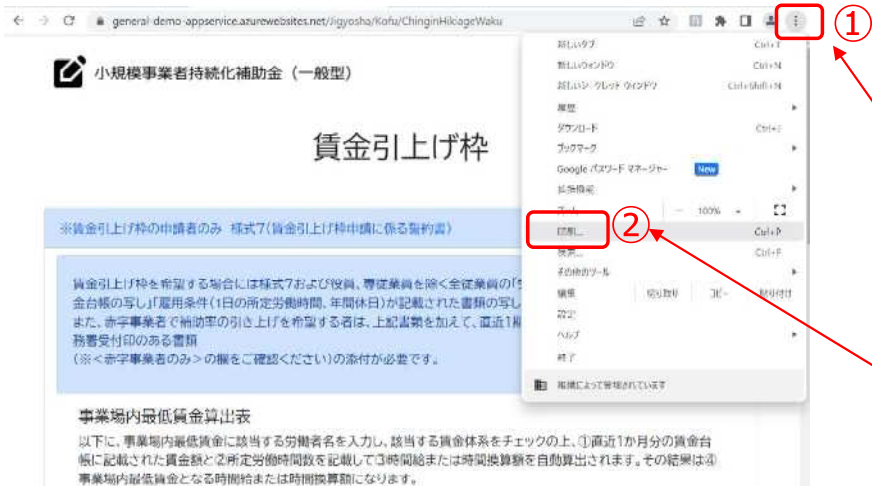 general-demo-appservice.azurewebsites.net/Jigyosha/Kofu/ChinginHikiageWaku
①
小規模事業者持続化補助金（一般型）
賃金引上げ枠
※賃金引上げ枠の申請者のみ 様式7(賃金引上げ枠申請に係る誓約書)
賃金引上げ枠を希望する場合には様式7および役員、専従業員を除く全従業員の「
金台帳の写し」「雇用条件(1日の所定労働時間、年間休日)が記載された書類の写し
また、赤字事業者で補助率の引き上げを希望する者は、上記書類を加えて、直近1期
務署受付印のある書類
(※<赤字事業者のみ>の欄をご確認ください)の添付が必要です。
事業場内最低賃金算出表
以下に、事業場内最低賃金に該当する労働者名を入力し、該当する賃金体系をチェックの上、①直近1か月分の賃金台
帳に記載された賃金額と②所定労働時間数を記載して③時間給または時間換算額を自動算出されます。その結果は④
事業場内最低賃金となる時間給または時間換算額になります。
新しいタブ Ctrl+T
新しいウィンドウ Ctrl+N
新しいシークレット ウィンドウ Ctrl+Shift+N
履歴
ダウンロード Ctrl+J
ブックマーク
Google パスワード マネージャー New
拡張機能
ズーム － 100% +
印刷... Ctrl+P
②
検索... Ctrl+F
その他のツール
編集 切り取り コピー 貼り付け
設定
ヘルプ
終了
組織によって管理されています